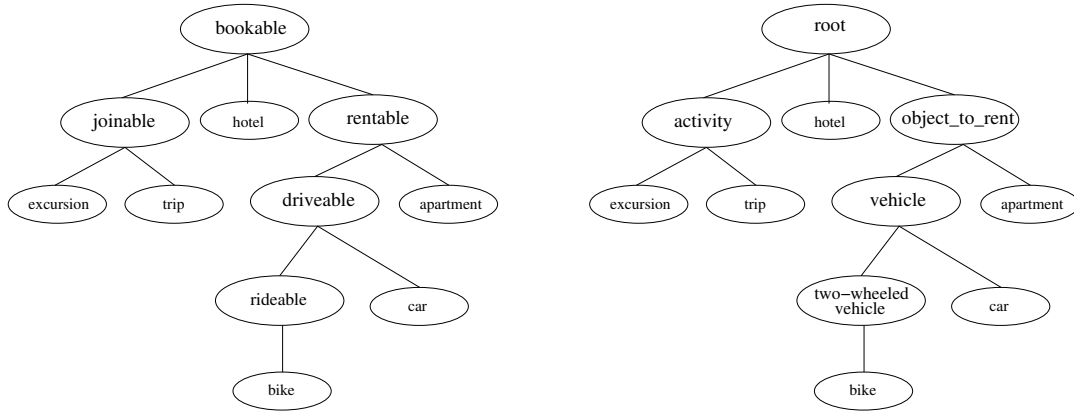 bookable
joinable
hotel
rentable
excursion
trip
driveable
apartment
rideable
car
bike
root
activity
hotel
object_to_rent
excursion
trip
vehicle
apartment
two−wheeled
vehicle
car
bike